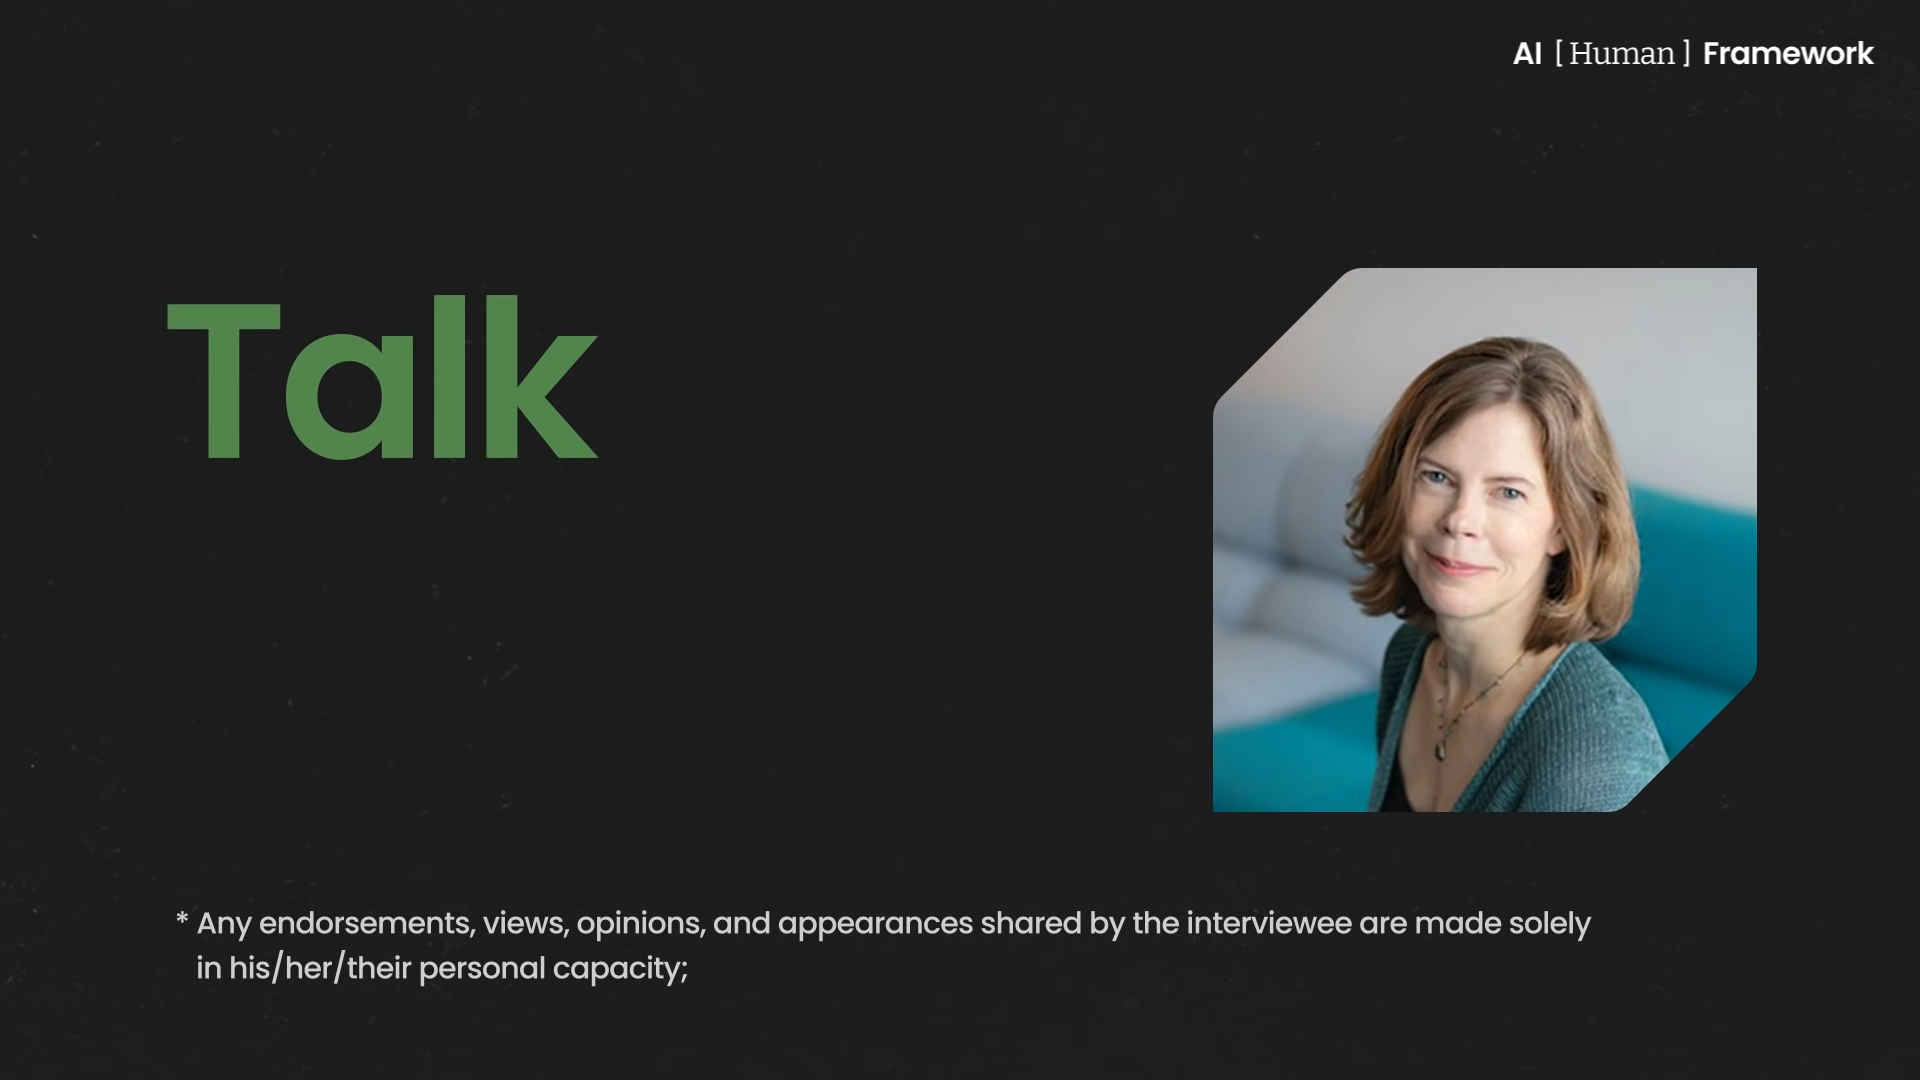 AI [ Human ] Framework
Talk
* Any endorsements, views, opinions, and appearances shared by the interviewee are made solely
in his/her/their personal capacity;